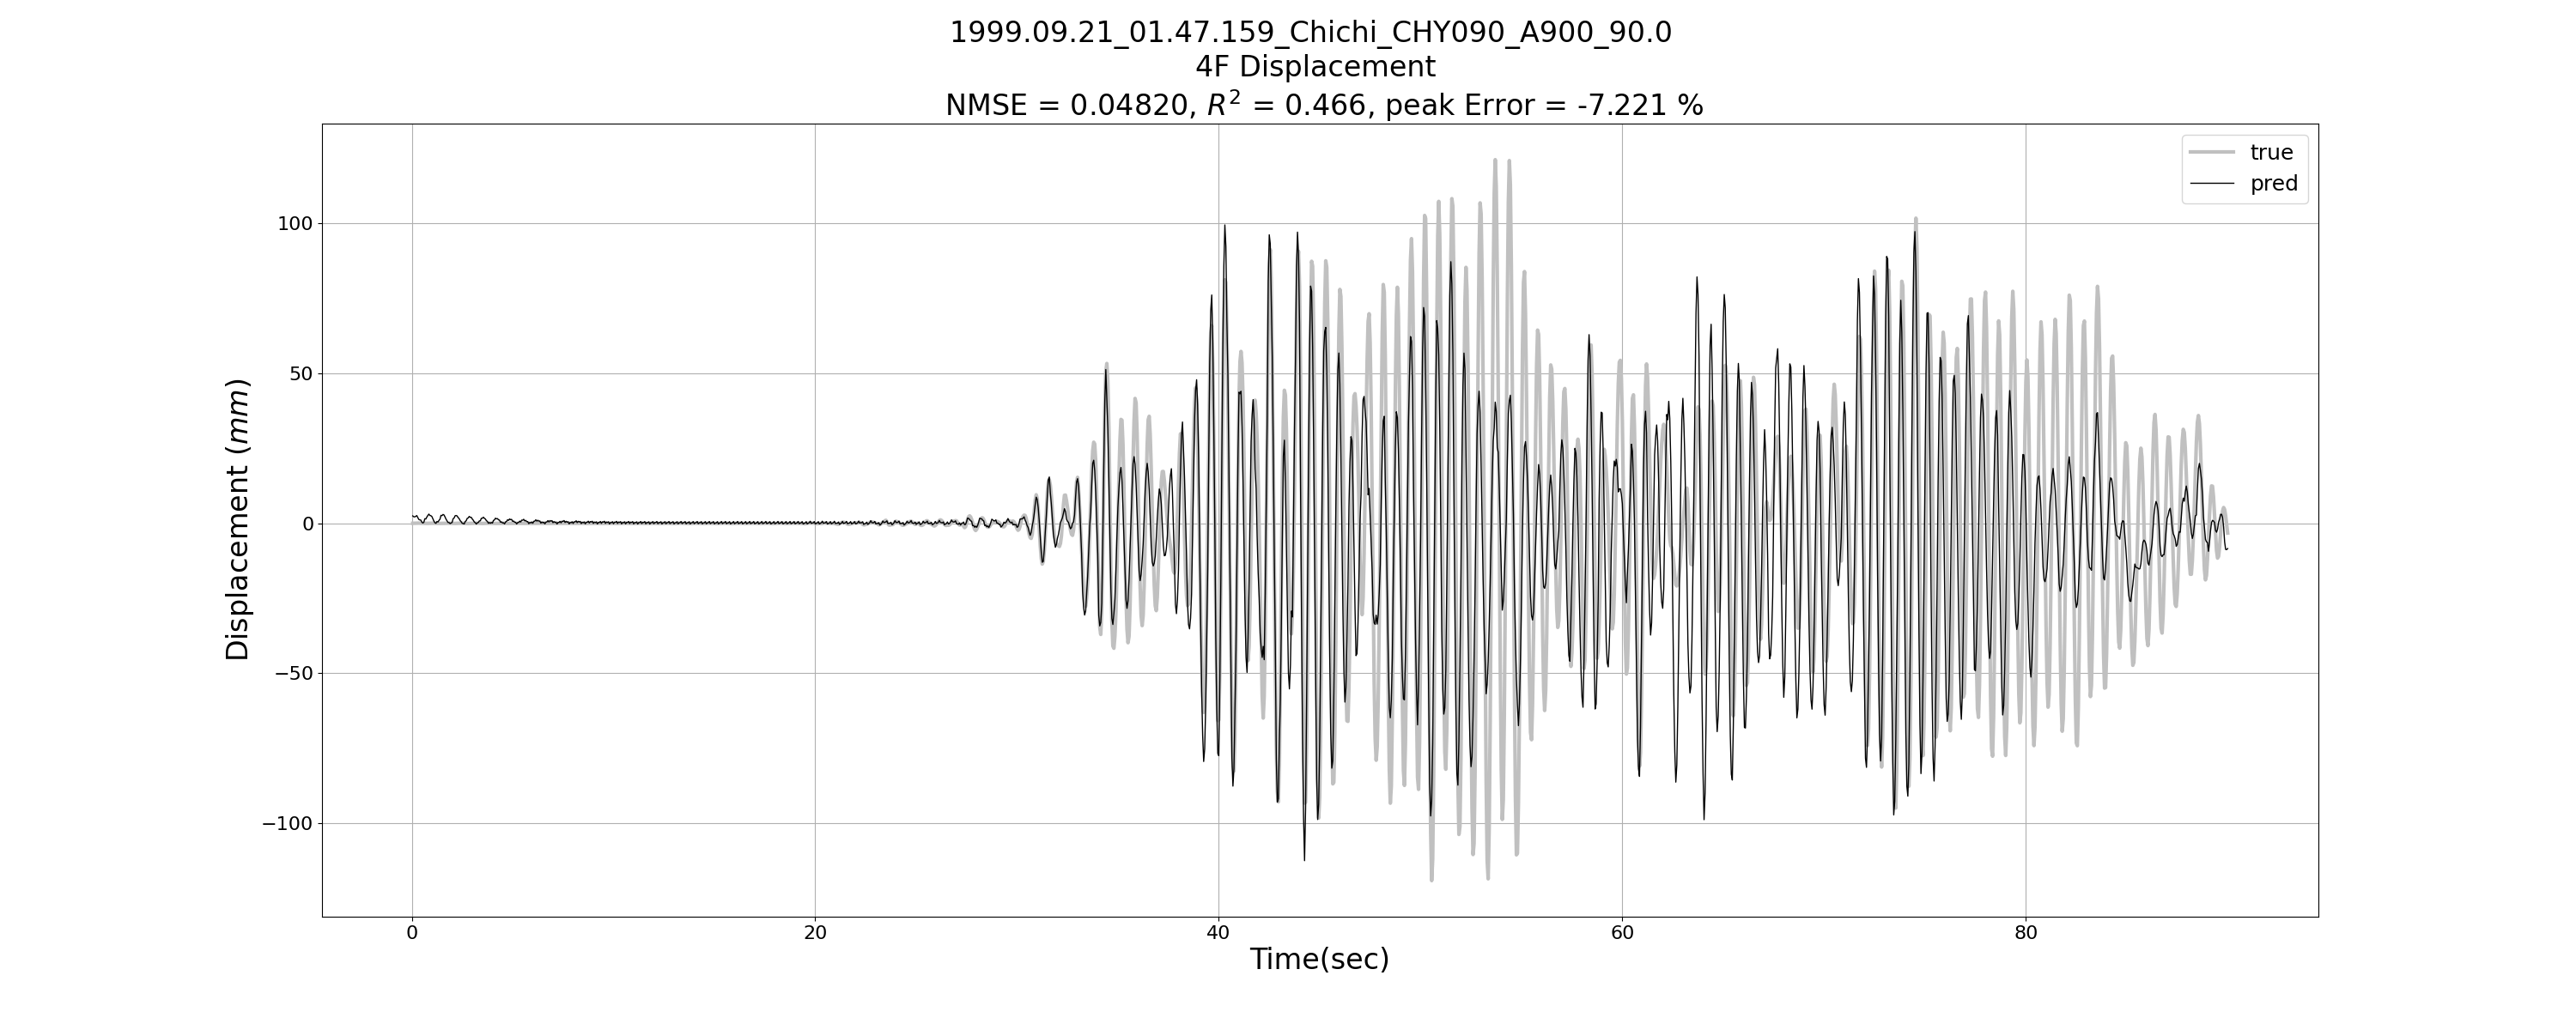 1999.09.21_01.47.159_Chichi_CHY090_A900_90.0
4F Displacement
NMSE = 0.04820, R² = 0.466, peak Error = -7.221 %
true
pred
Displacement (mm)
100
50
0
−50
−100
0
20
40
60
80
Time(sec)